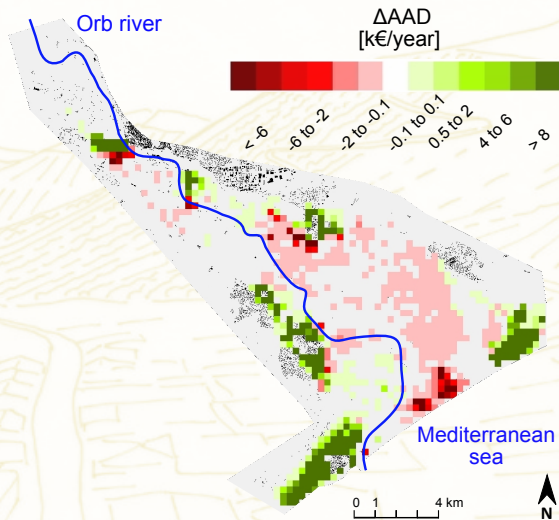 Orb river
ΔAAD
[k€/year]
< -6
-6 to -2
-2 to -0.1
-0.1 to 0.1
0.5 to 2
4 to 6
> 8
Mediterranean
sea
0 1 4 km
N